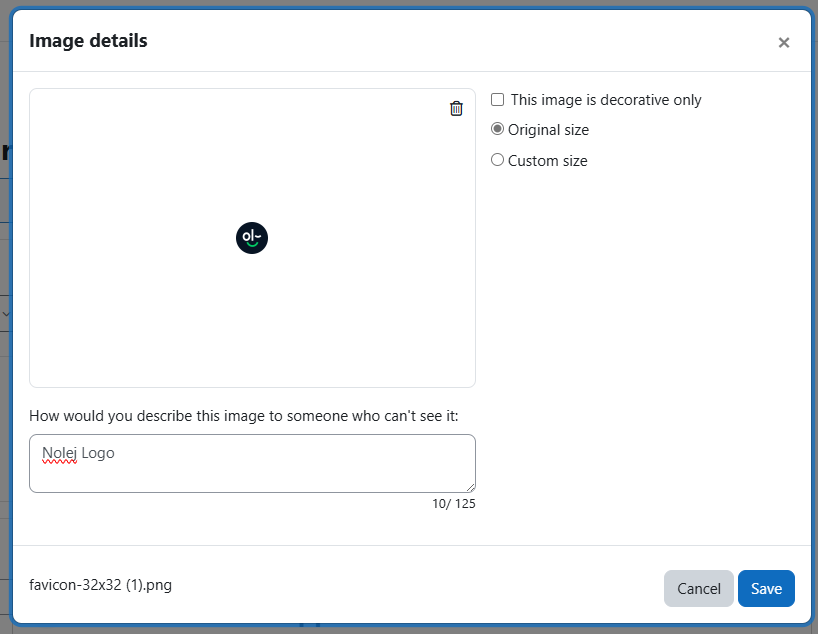 Image details
This image is decorative only
Original size
Custom size
ol~
How would you describe this image to someone who can't see it:
Nolej Logo
10/ 125
favicon-32x32 (1).png
Cancel
Save